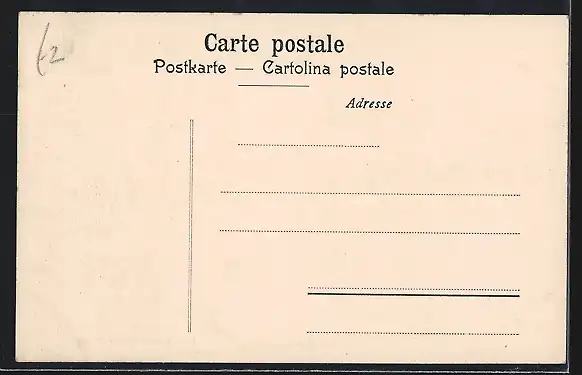 €2
Carte postale
Postkarte — Cartolina postale
Adresse